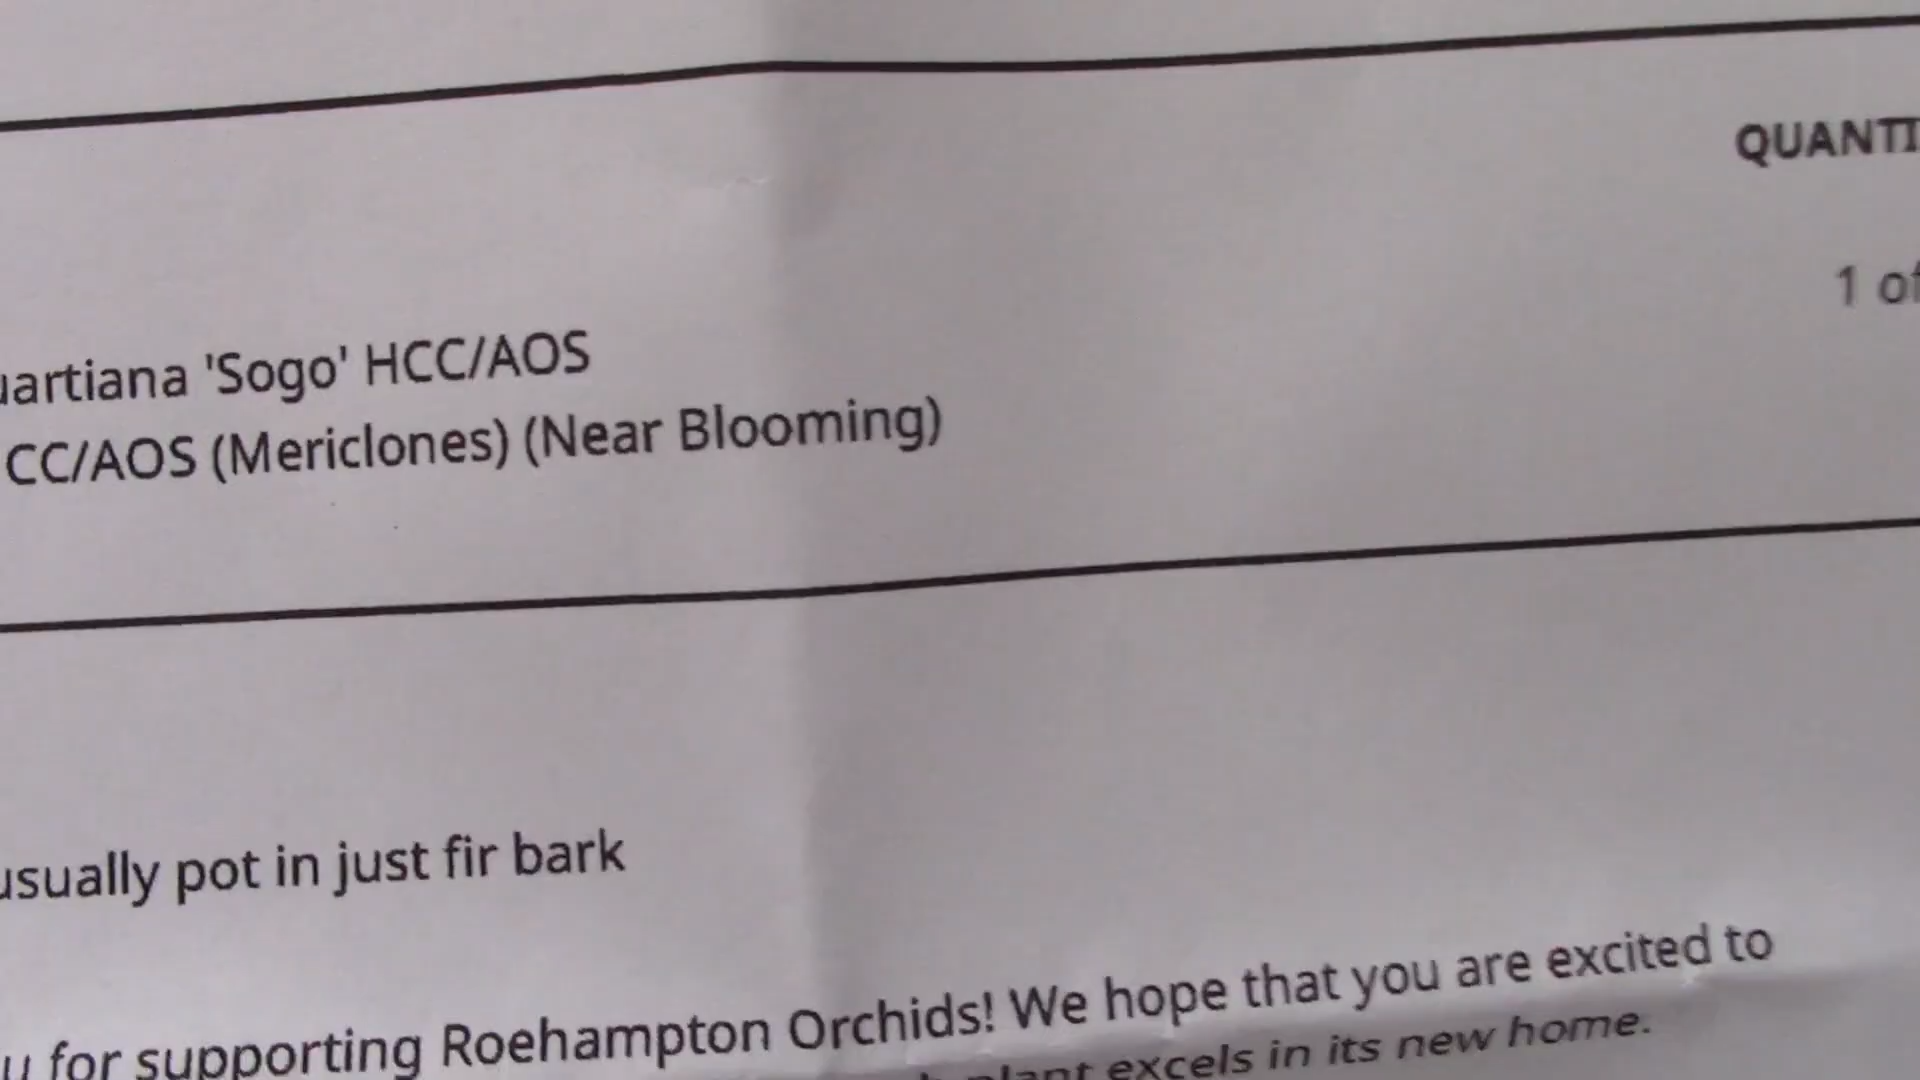 QUANTI
1 of
uartiana 'Sogo' HCC/AOS
CC/AOS (Mericlones) (Near Blooming)
usually pot in just fir bark
u for supporting Roehampton Orchids! We hope that you are excited to
plant excels in its new home.